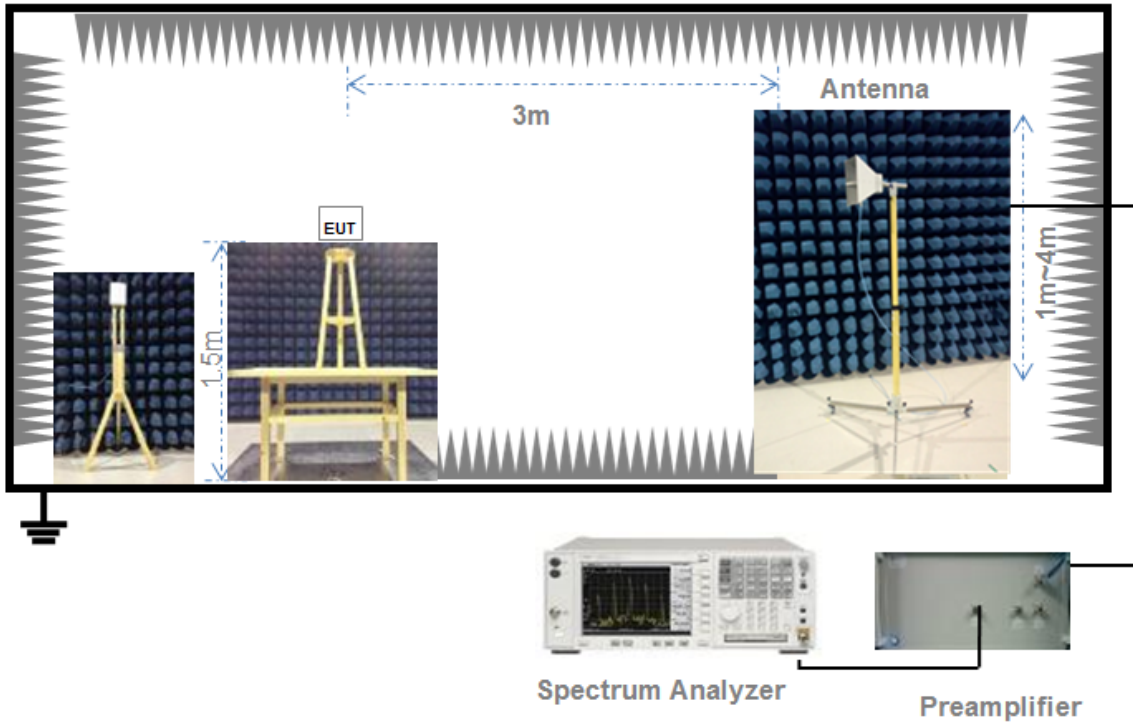 Antenna
3m
EUT
1.5m
1m~4m
Spectrum Analyzer
Preamplifier